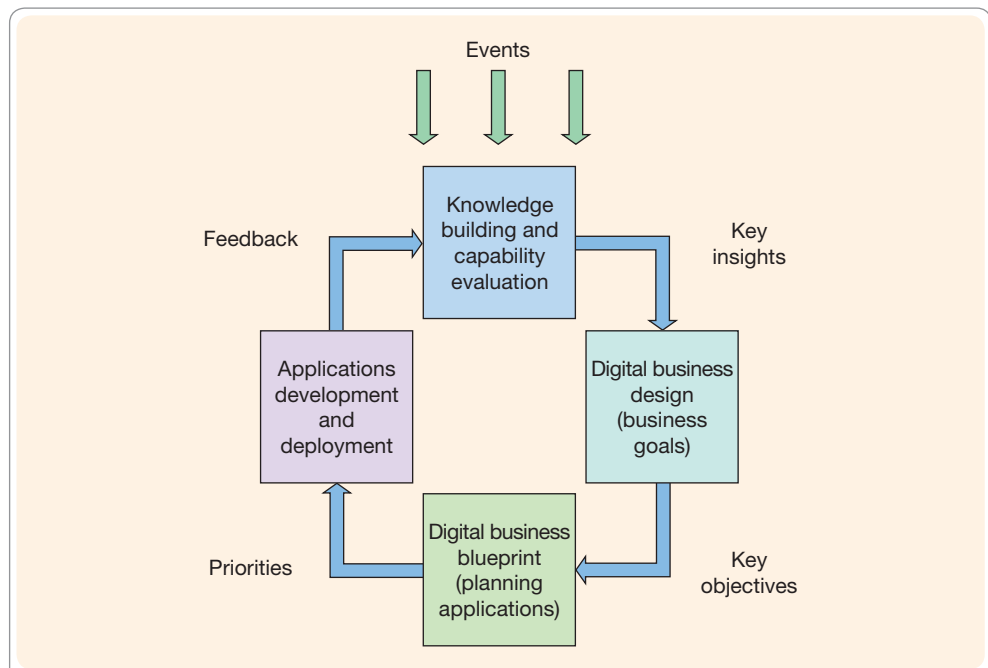 Events
Knowledge
building and
capability
evaluation
Feedback
Key
insights
Applications
development
and
deployment
Digital business
design
(business
goals)
Digital business
blueprint
(planning
applications)
Priorities
Key
objectives